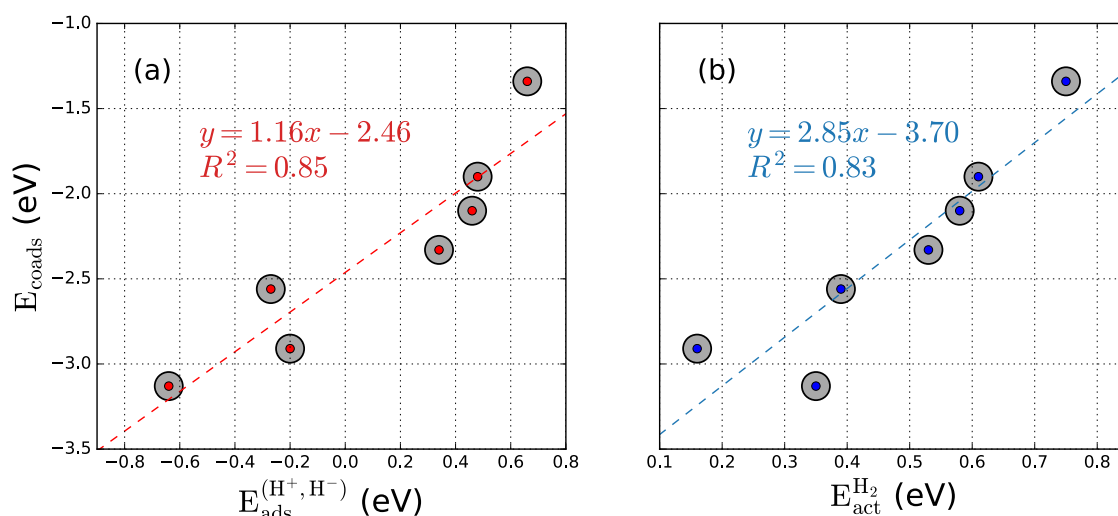 (a)
y = 1.16x − 2.46
R² = 0.85
E_coads (eV)
−1.0
−1.5
−2.0
−2.5
−3.0
−3.5
−0.8 −0.6 −0.4 −0.2 0.0 0.2 0.4 0.6 0.8
E_ads^(H⁺, H⁻) (eV)
(b)
y = 2.85x − 3.70
R² = 0.83
0.1 0.2 0.3 0.4 0.5 0.6 0.7 0.8
E_act^H₂ (eV)